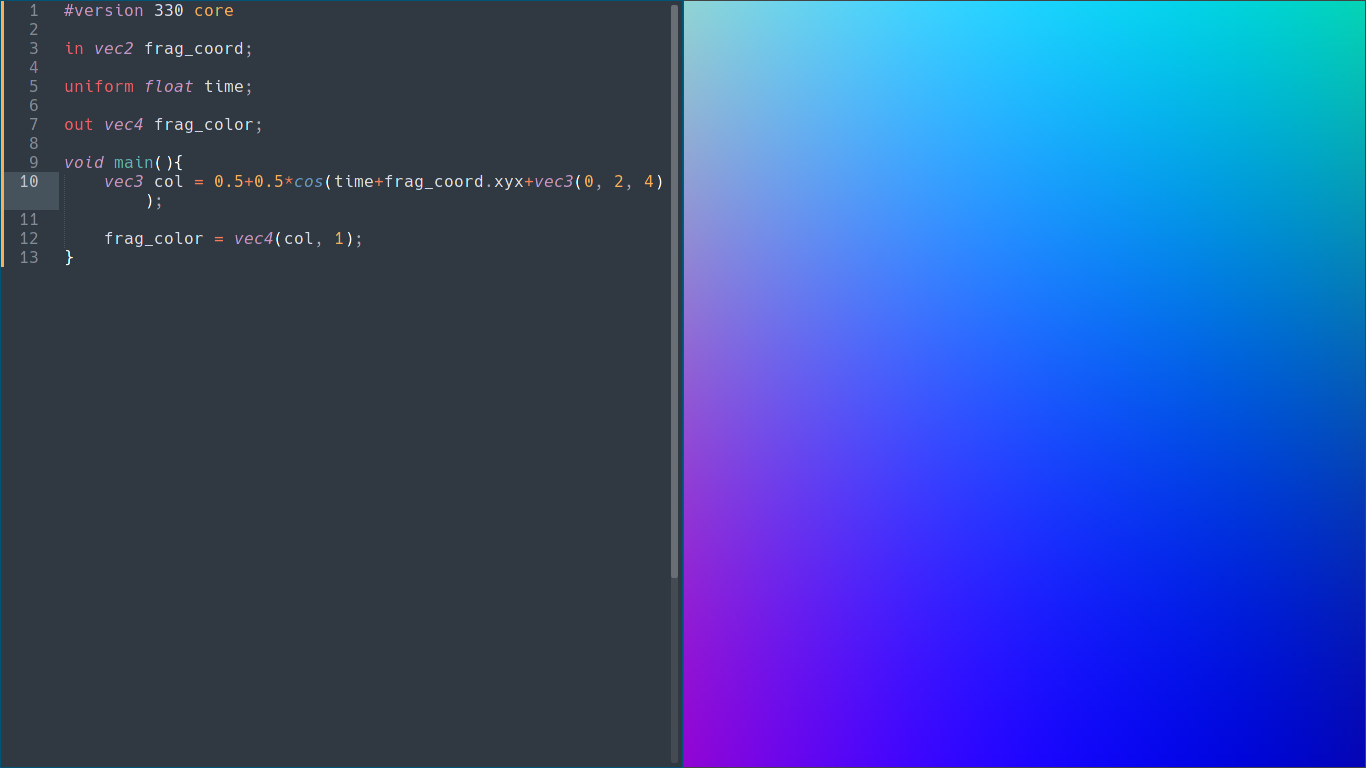 1 #version 330 core
2
3 in vec2 frag_coord;
4
5 uniform float time;
6
7 out vec4 frag_color;
8
9 void main(){
10 vec3 col = 0.5+0.5*cos(time+frag_coord.xyx+vec3(0, 2, 4)
);
11
12 frag_color = vec4(col, 1);
13 }